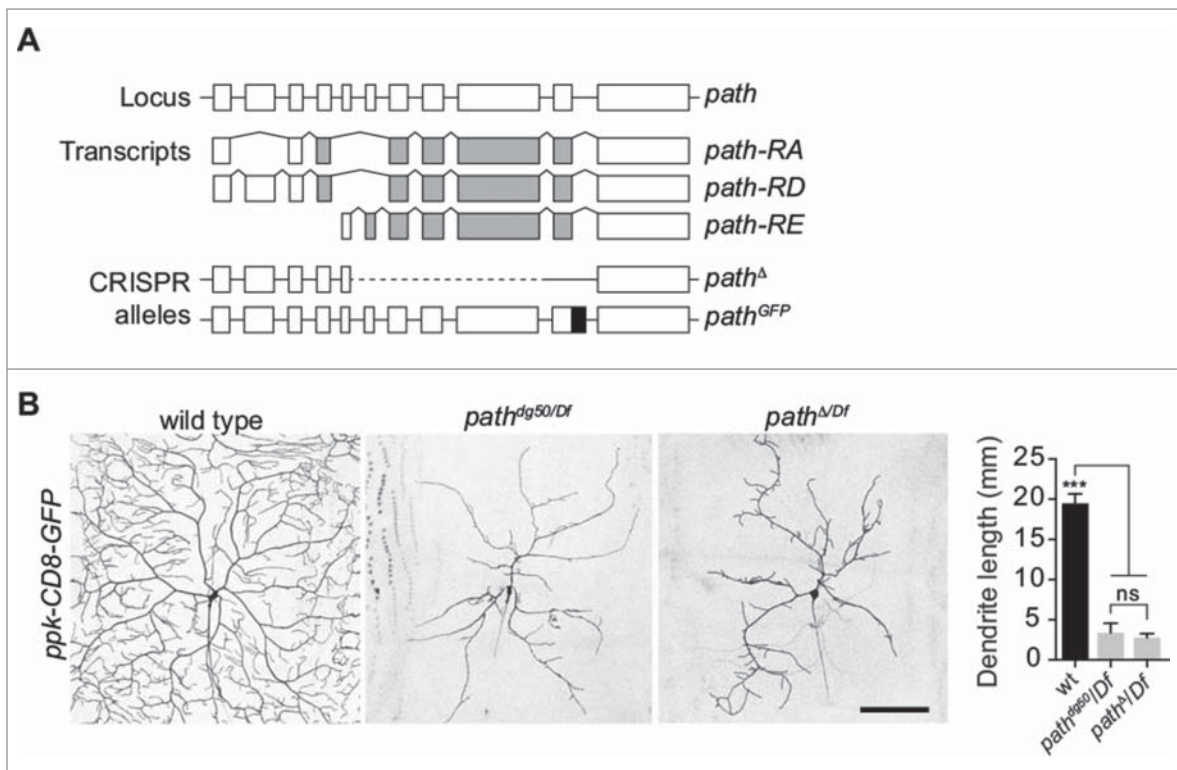 A
Locus path
Transcripts path-RA
path-RD
path-RE
CRISPR path^Δ
alleles path^GFP
B
wild type path^dg50/Df path^Δ/Df
ppk-CD8-GFP
Dendrite length (mm)
25
20
15
10
5
0
***
ns
wt
path^dg50/Df
path^Δ/Df